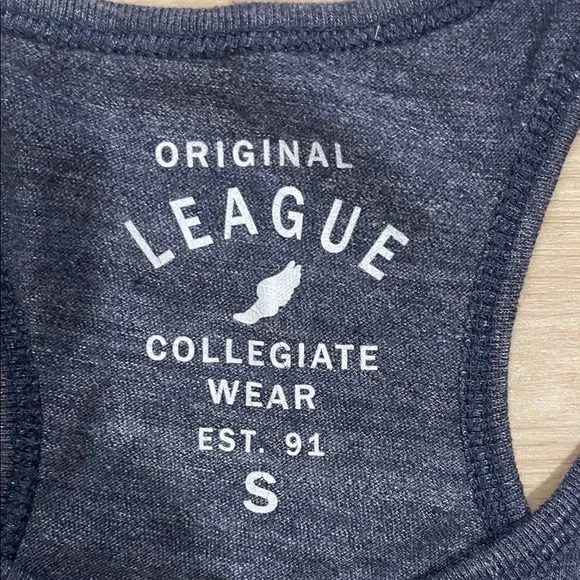 ORIGINAL
LEAGUE
COLLEGIATE
WEAR
EST. 91
S